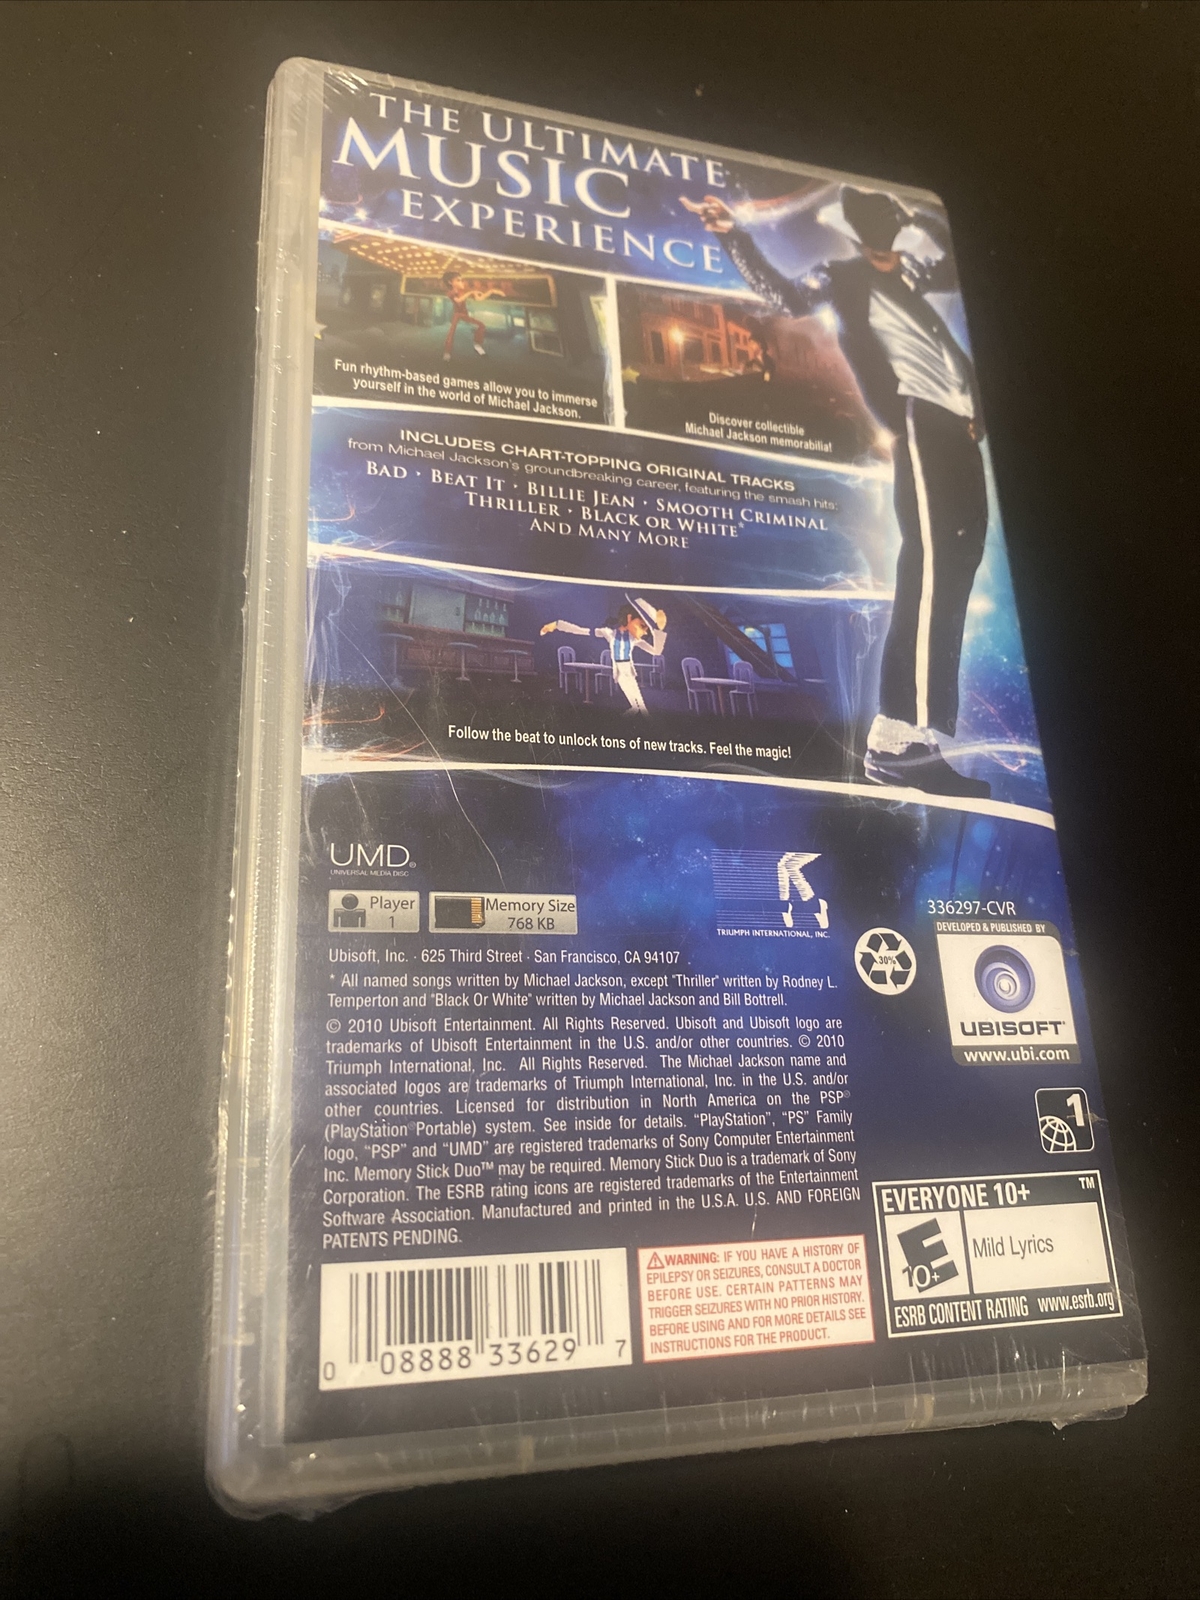 THE ULTIMATE
MUSIC
EXPERIENCE
Fun rhythm-based games allow you to immerse
yourself in the world of Michael Jackson.
Discover collectible
Michael Jackson memorabilia!
INCLUDES CHART-TOPPING ORIGINAL TRACKS
from Michael Jackson's groundbreaking career, featuring the smash hits:
BAD · BEAT IT · BILLIE JEAN · SMOOTH CRIMINAL
THRILLER · BLACK OR WHITE*
AND MANY MORE
Follow the beat to unlock tons of new tracks. Feel the magic!
UMD®
UNIVERSAL MEDIA DISC
Player
1
Memory Size
768 KB
TRIUMPH INTERNATIONAL, INC.
336297-CVR
30%
DEVELOPED & PUBLISHED BY
UBISOFT
www.ubi.com
Ubisoft, Inc. · 625 Third Street · San Francisco, CA 94107
* All named songs written by Michael Jackson, except "Thriller" written by Rodney L.
Temperton and "Black Or White" written by Michael Jackson and Bill Bottrell.
© 2010 Ubisoft Entertainment. All Rights Reserved. Ubisoft and Ubisoft logo are
trademarks of Ubisoft Entertainment in the U.S. and/or other countries. © 2010
Triumph International, Inc. All Rights Reserved. The Michael Jackson name and
associated logos are trademarks of Triumph International, Inc. in the U.S. and/or
other countries. Licensed for distribution in North America on the PSP®
(PlayStation®Portable) system. See inside for details. "PlayStation", "PS" Family
logo, "PSP" and "UMD" are registered trademarks of Sony Computer Entertainment
Inc. Memory Stick Duo™ may be required. Memory Stick Duo is a trademark of Sony
Corporation. The ESRB rating icons are registered trademarks of the Entertainment
Software Association. Manufactured and printed in the U.S.A. U.S. AND FOREIGN
PATENTS PENDING.
1
EVERYONE 10+ ™
E
10+
Mild Lyrics
ESRB CONTENT RATING www.esrb.org
WARNING: IF YOU HAVE A HISTORY OF
EPILEPSY OR SEIZURES, CONSULT A DOCTOR
BEFORE USE. CERTAIN PATTERNS MAY
TRIGGER SEIZURES WITH NO PRIOR HISTORY.
BEFORE USING AND FOR MORE DETAILS SEE
INSTRUCTIONS FOR THE PRODUCT.
0 08888 33629 7